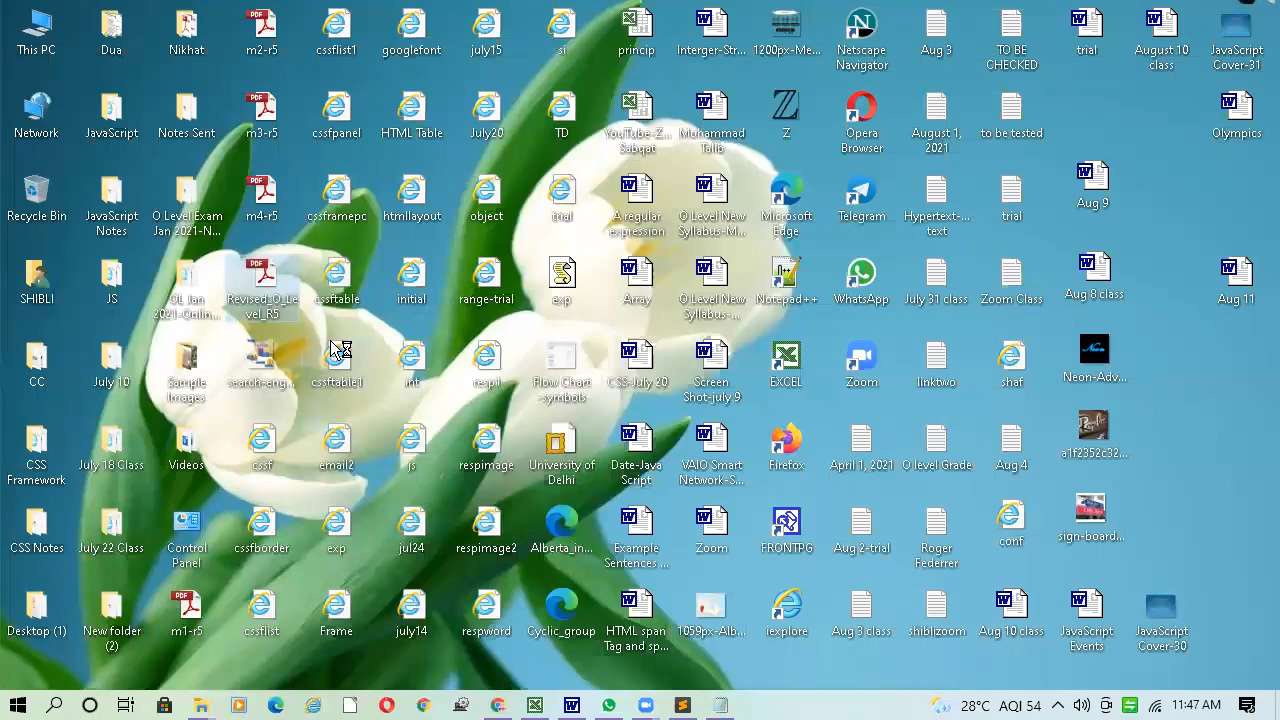 This PC
Dua
Nikhat
m2-r5
cssflist1
googlefont
july15
si
princip
Interger-Str...
1200px-Me...
Netscape
Navigator
Aug 3
TO BE
CHECKED
trial
August 10
class
JavaScript
Cover-31
Network
JavaScript
Notes Sent
m3-r5
cssfpanel
HTML Table
July20
TD
YouTube-Z...
Sabqat
Mohammad
Talib
Z
Opera
Browser
August 1,
2021
to be tested
Olympics
Recycle Bin
JavaScript
Notes
O Level Exam
Jan 2021-N...
m4-r5
cssframepc
htmllayout
object
trial
A regular
expression
O Level New
Syllabus-M...
Microsoft
Edge
Telegram
Hypertext-...
text
trial
Aug 9
SHIBLI
JS
OL Jan
2021-Onlin...
Revised_O_Le
vel_R5
cssftable
initial
range-trial
exp
Array
O Level New
Syllabus-...
Notepad++
WhatsApp
July 31 class
Zoom Class
Aug 8 class
Aug 11
CC
July 10
Sample
Images
search-eng...
cssftable1
int
resp1
Flow Chart
-symbols
CSS-July 20
Screen
Shot-july 9
EXCEL
Zoom
linktwo
shaf
Neon-Adv...
CSS
Framwork
July 18 Class
Videos
cssf
email2
js
respimage
University of
Delhi
Date-Java
Script
VAIO Smart
Network-S...
Firefox
April 1, 2021
O level Grade
Aug 4
a1f2352c32...
CSS Notes
July 22 Class
Control
Panel
cssfborder
exp
jul24
respimage2
Alberta_in...
Example
Sentences ...
Zoom
FRONTPG
Aug 2-trial
Roger
Federrer
conf
sign-board...
Desktop (1)
New folder
(2)
m1-r5
cssflist
Frame
july14
respword
Cyclic_group
HTML span
Tag and sp...
1059px-Alb...
iexplore
Aug 3 class
shiblizoom
Aug 10 class
JavaScript
Events
JavaScript
Cover-30
28°C AQI 54 11:47 AM